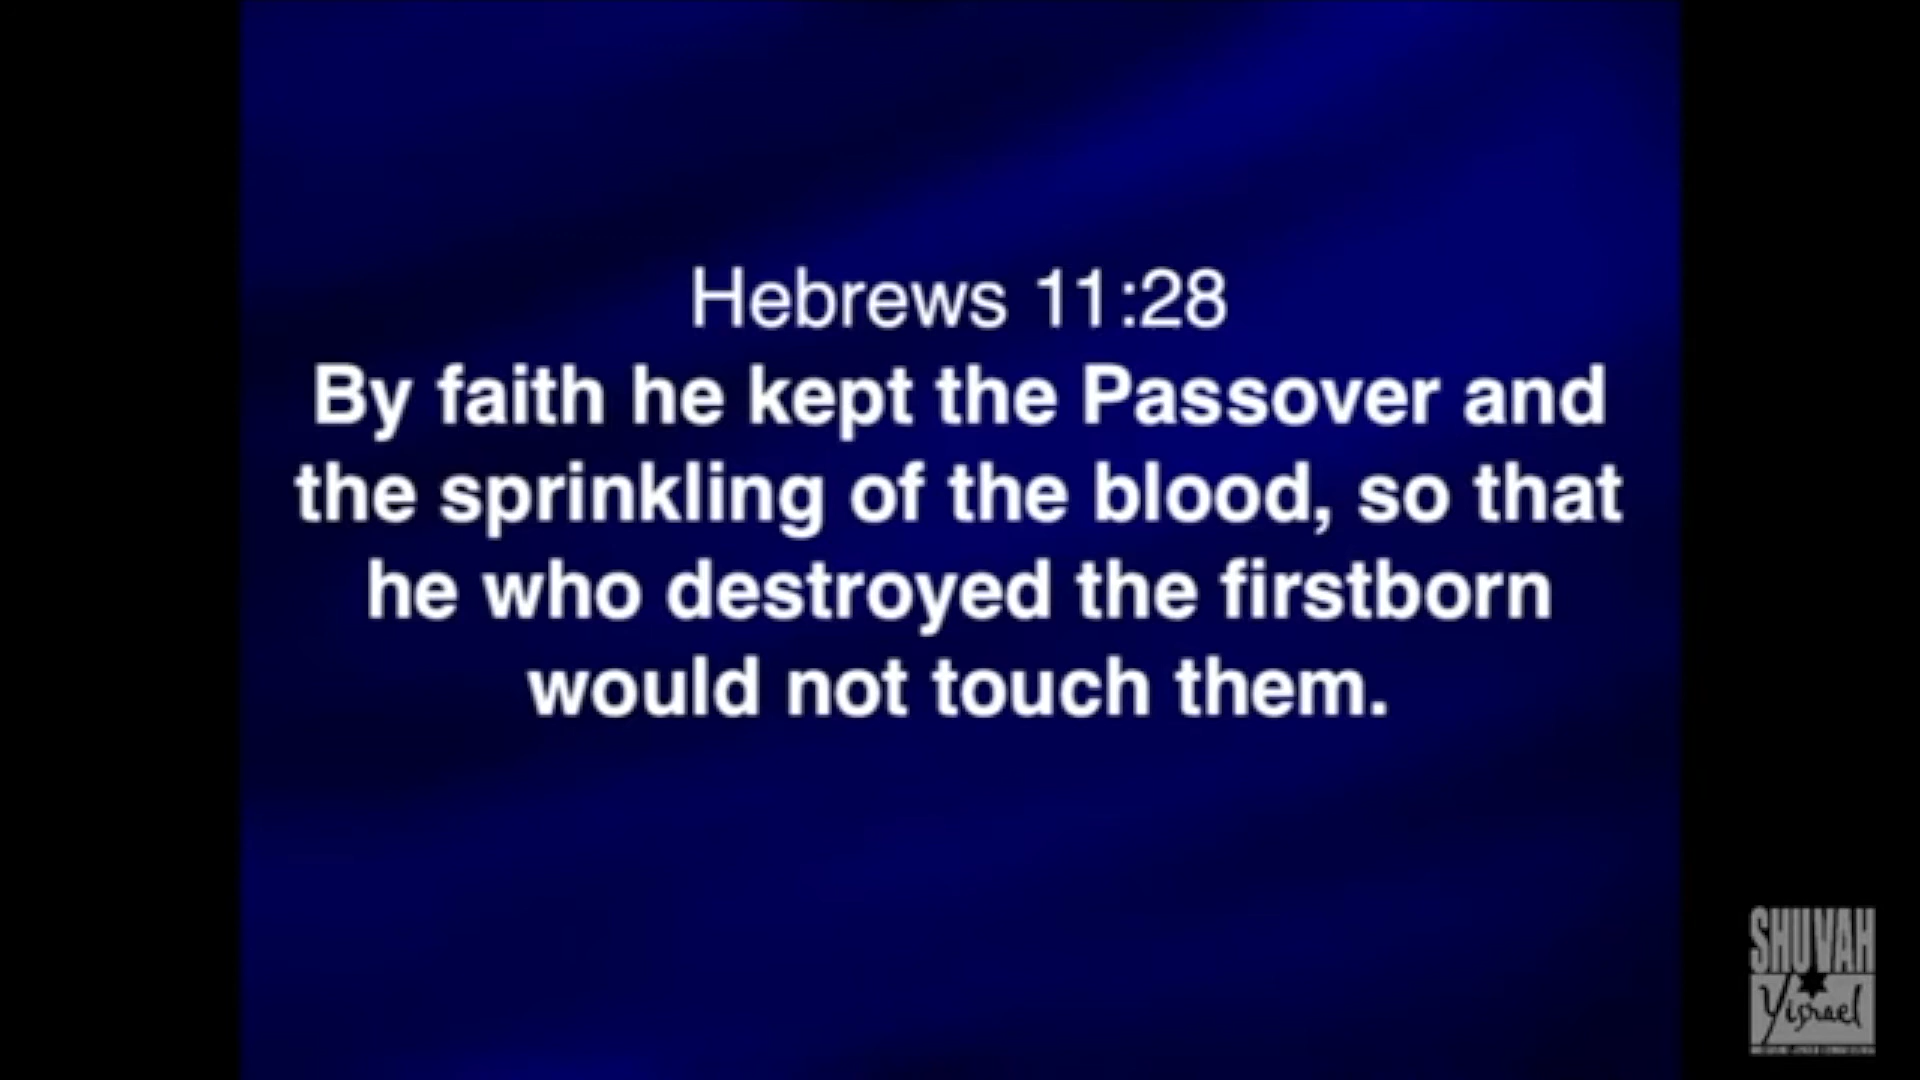 Hebrews 11:28
By faith he kept the Passover and
the sprinkling of the blood, so that
he who destroyed the firstborn
would not touch them.
SHUVAH
Yisrael